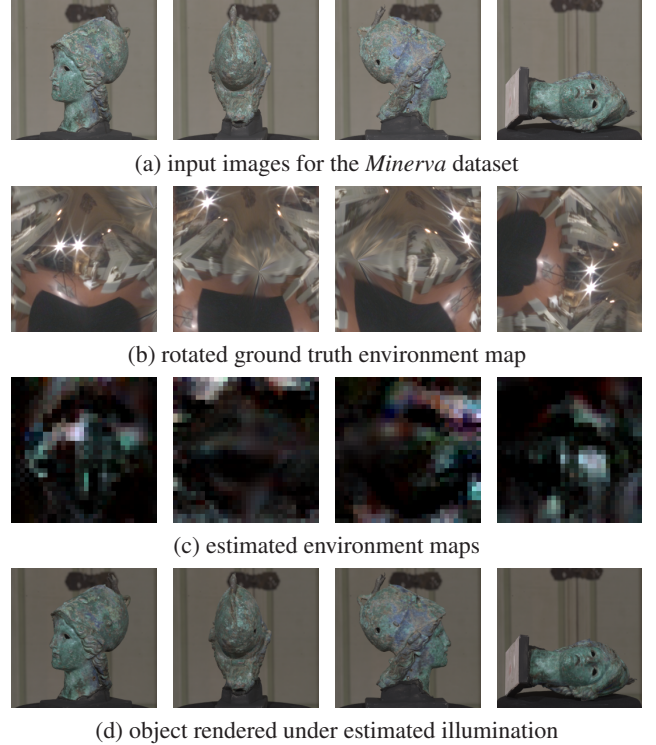 (a) input images for the Minerva dataset
(b) rotated ground truth environment map
(c) estimated environment maps
(d) object rendered under estimated illumination